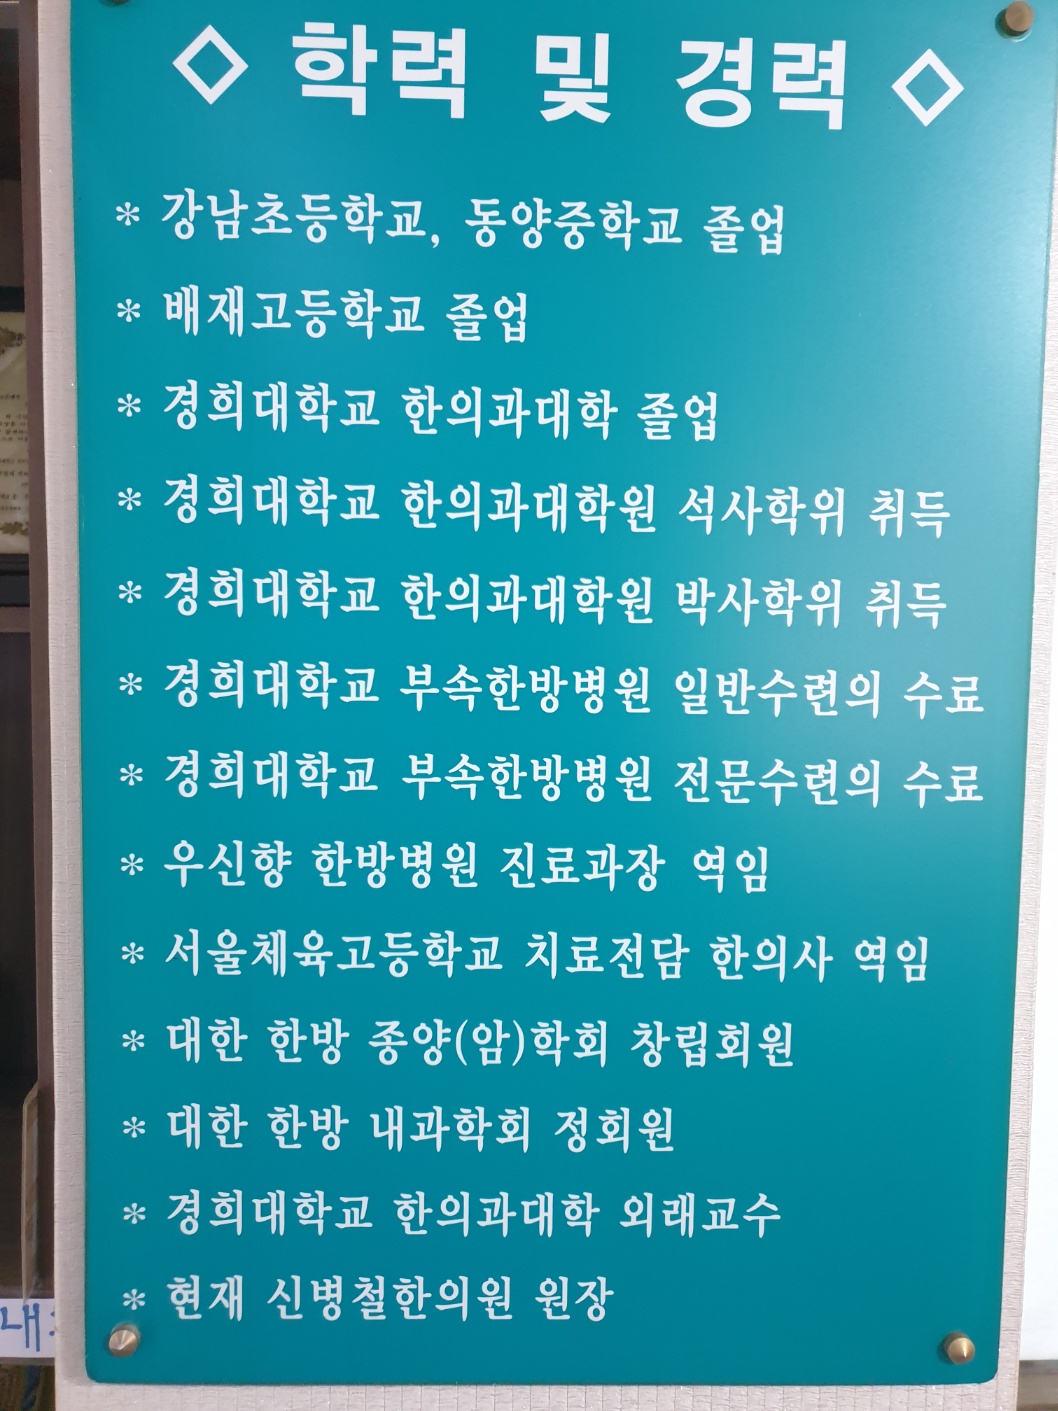 ◇ 학력 및 경력 ◇
* 강남초등학교, 동양중학교 졸업
* 배재고등학교 졸업
* 경희대학교 한의과대학 졸업
* 경희대학교 한의과대학원 석사학위 취득
* 경희대학교 한의과대학원 박사학위 취득
* 경희대학교 부속한방병원 일반수련의 수료
* 경희대학교 부속한방병원 전문수련의 수료
* 우신향 한방병원 진료과장 역임
* 서울체육고등학교 치료전담 한의사 역임
* 대한 한방 종양(암)학회 창립회원
* 대한 한방 내과학회 정회원
* 경희대학교 한의과대학 외래교수
* 현재 신병철한의원 원장
내